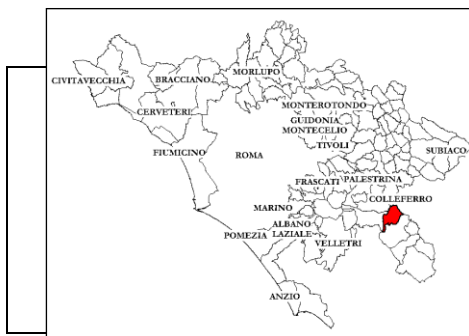 MORLUPO
CIVITAVECCHIA
BRACCIANO
MONTEROTONDO
CERVETERI
GUIDONIA
MONTECELIO
TIVOLI
FIUMICINO
ROMA
SUBIACO
FRASCATI
PALESTRINA
COLLEFERRO
MARINO
ALBANO
LAZIALE
POMEZIA
VELLETRI
ANZIO